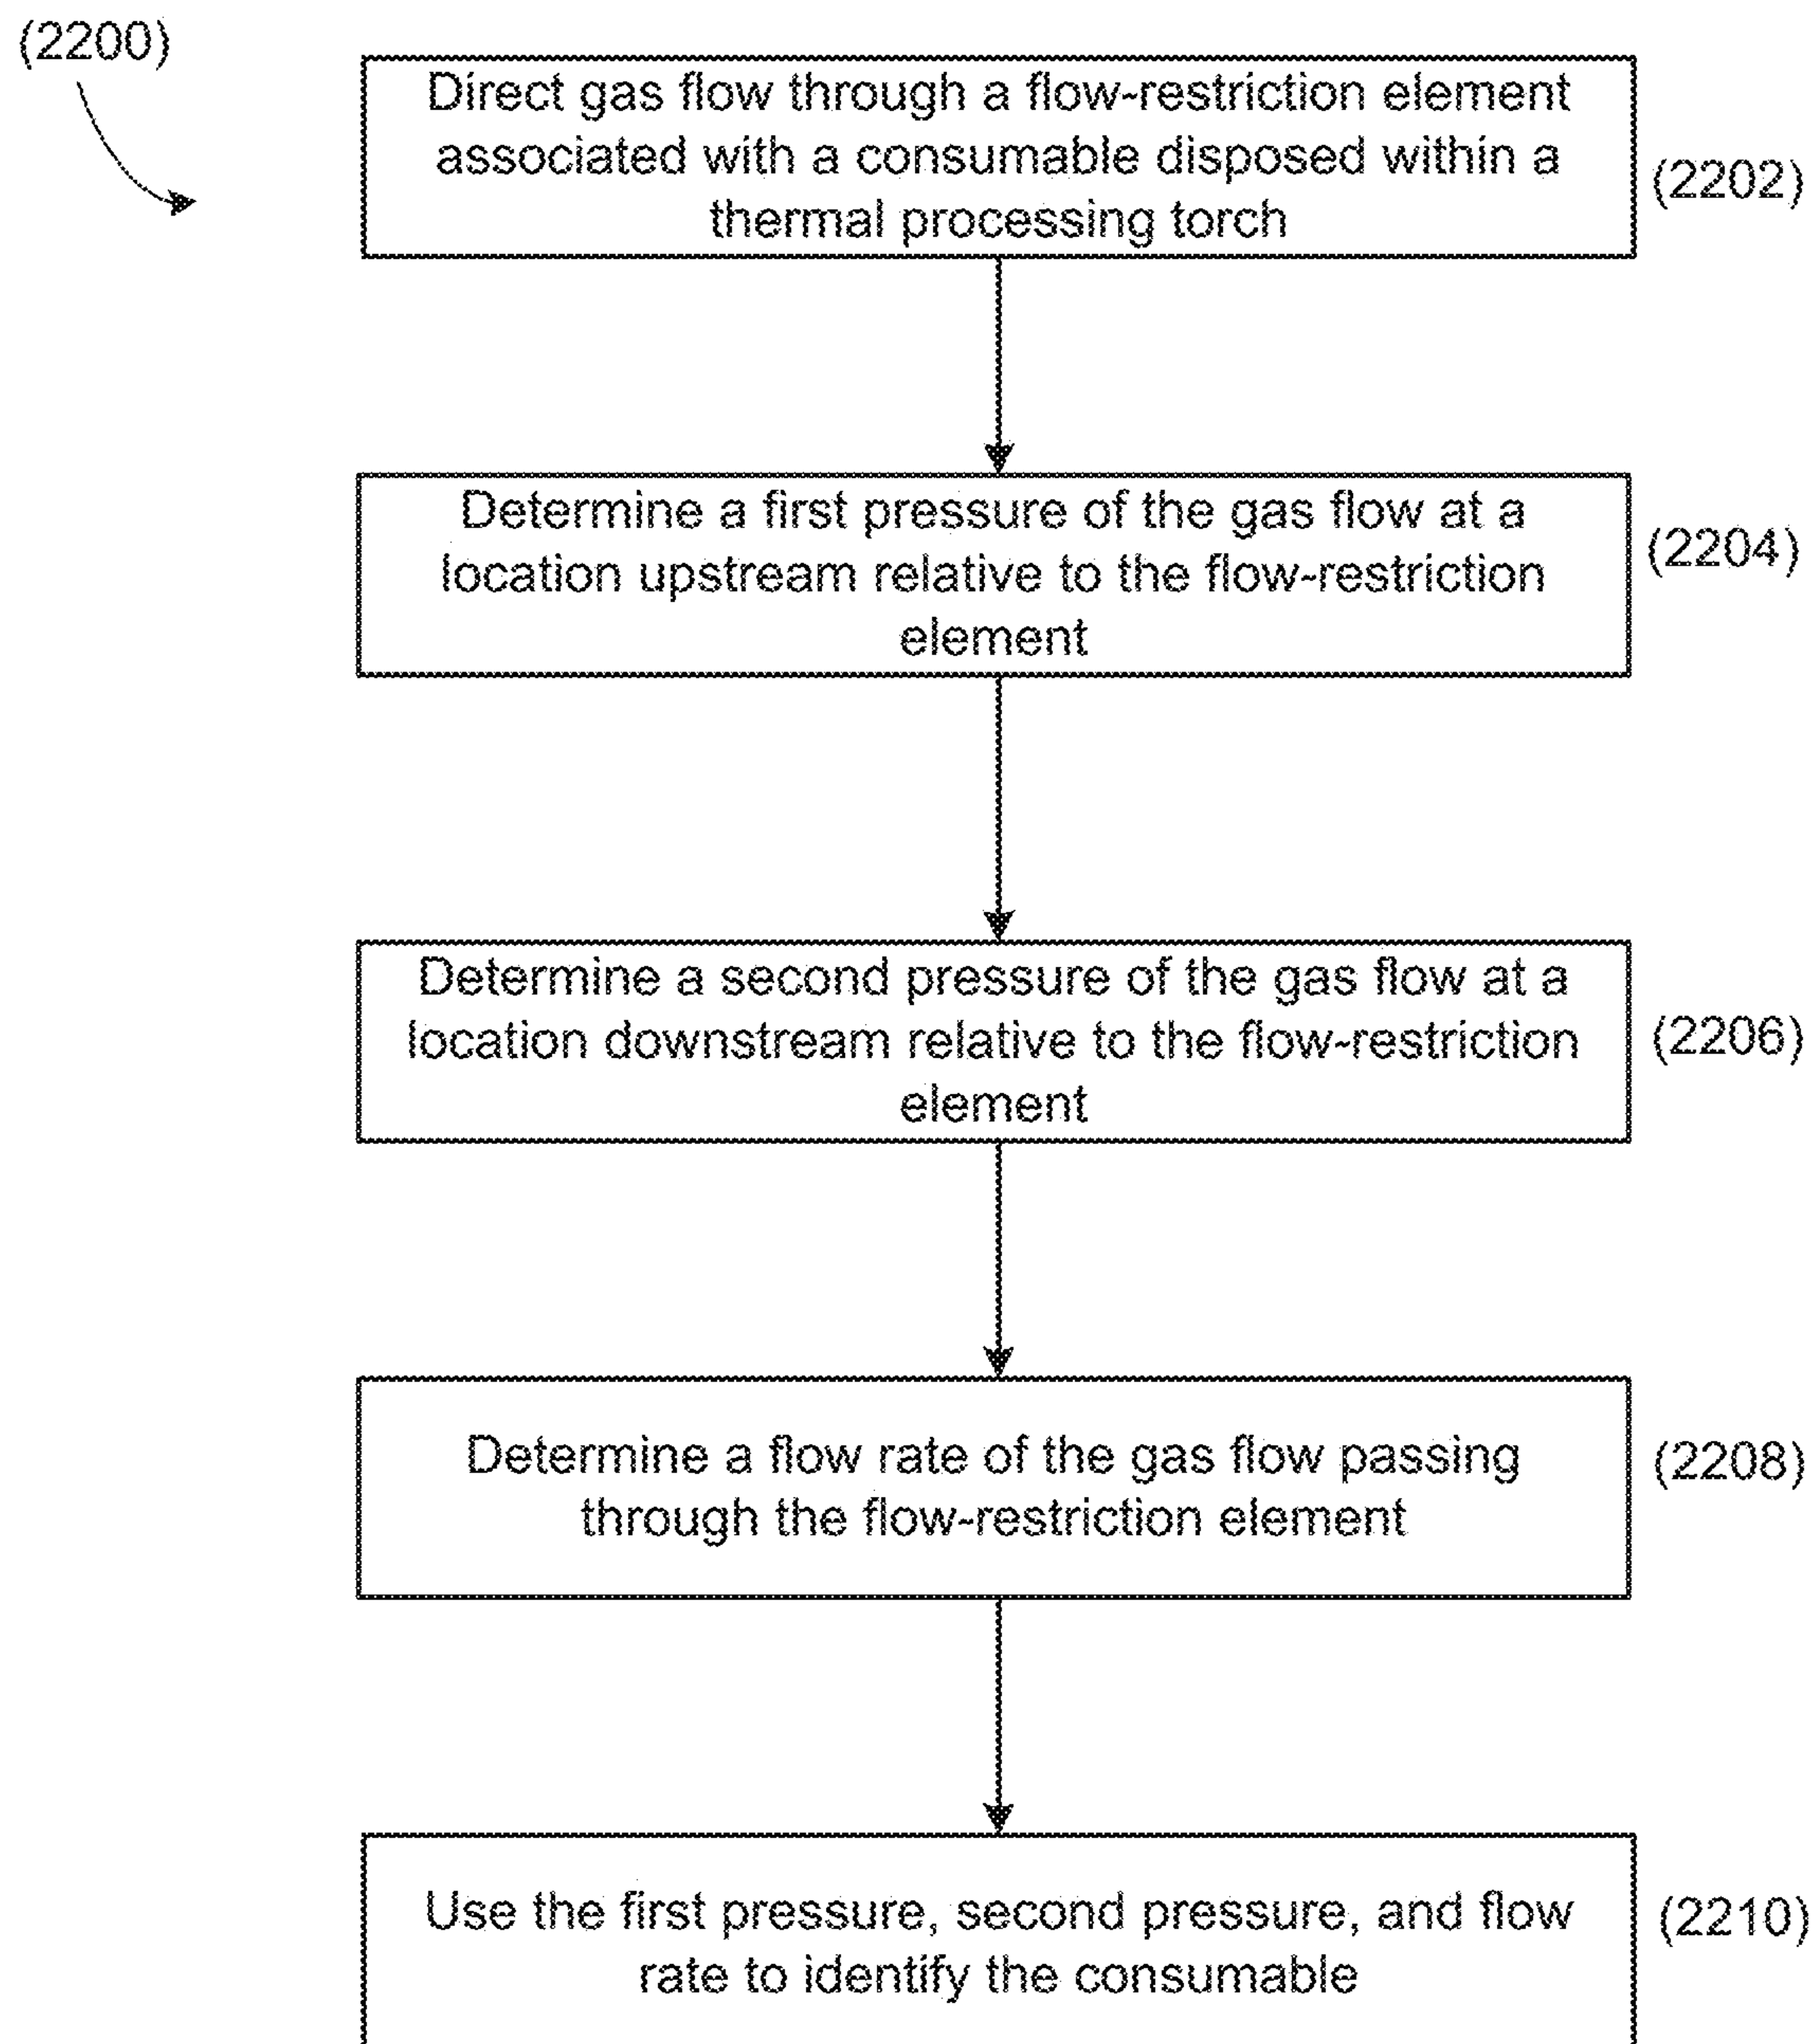 (2200)
Direct gas flow through a flow-restriction element
associated with a consumable disposed within a
thermal processing torch
(2202)
Determine a first pressure of the gas flow at a
location upstream relative to the flow-restriction
element
(2204)
Determine a second pressure of the gas flow at a
location downstream relative to the flow-restriction
element
(2206)
Determine a flow rate of the gas flow passing
through the flow-restriction element
(2208)
Use the first pressure, second pressure, and flow
rate to identify the consumable
(2210)